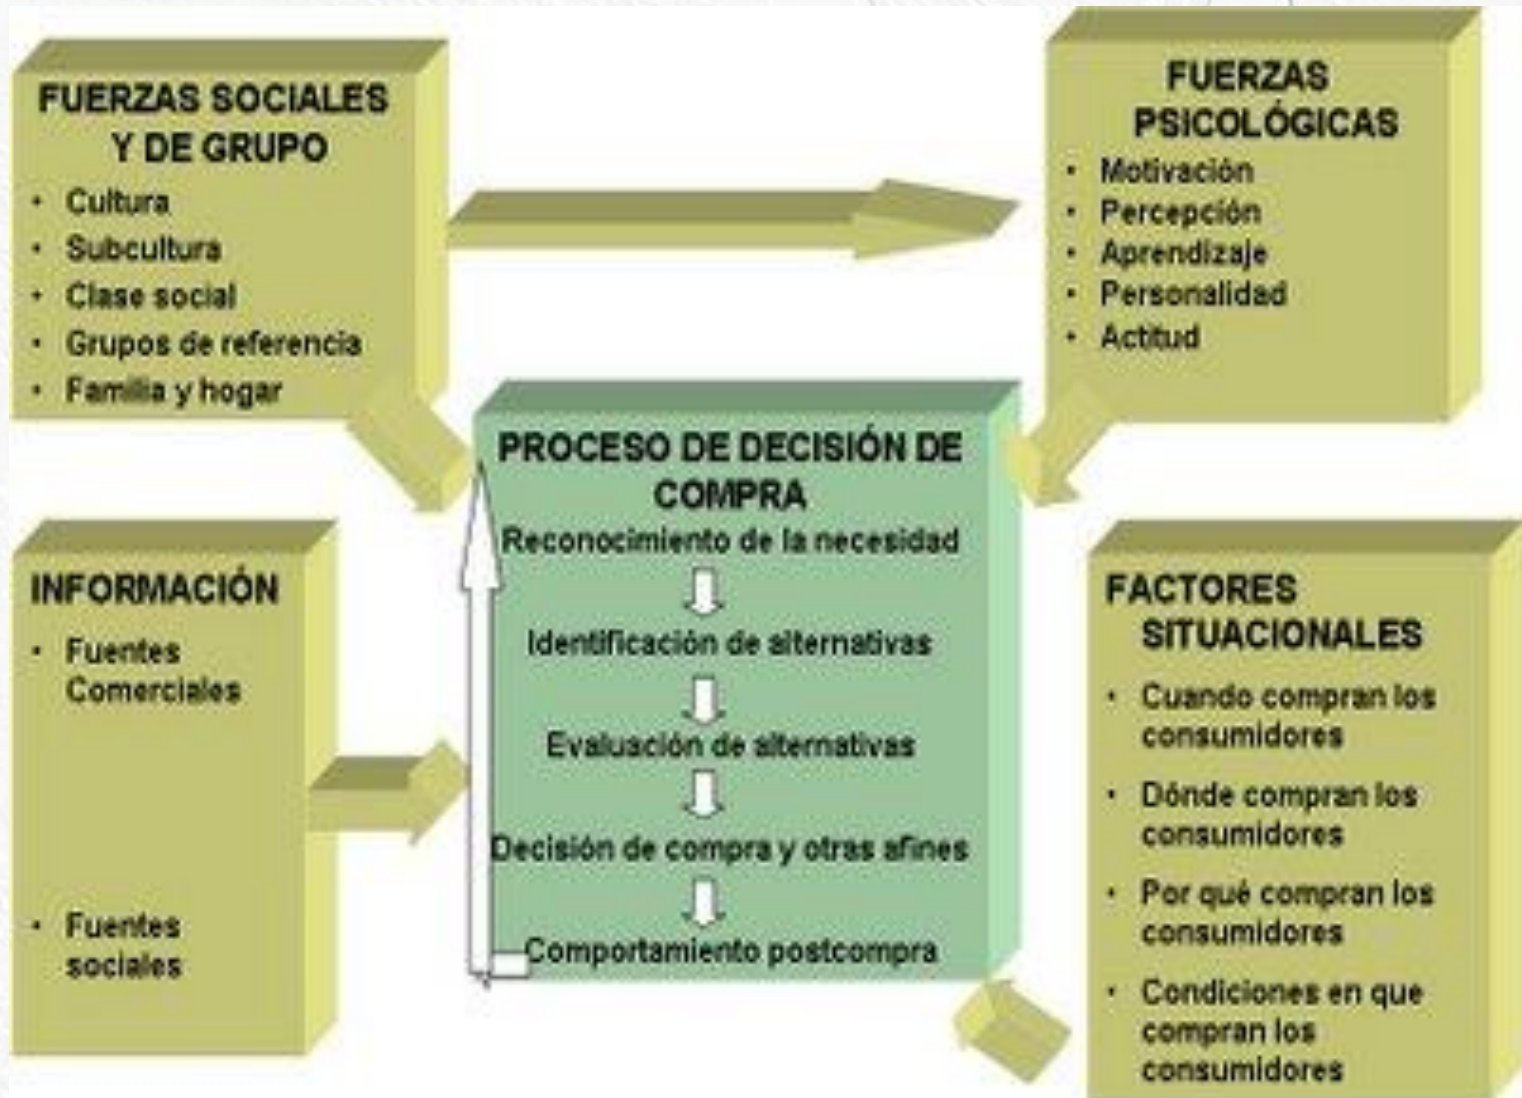 FUERZAS SOCIALES
Y DE GRUPO
• Cultura
• Subcultura
• Clase social
• Grupos de referencia
• Familia y hogar
FUERZAS
PSICOLÓGICAS
• Motivación
• Percepción
• Aprendizaje
• Personalidad
• Actitud
INFORMACIÓN
• Fuentes
Comerciales
• Fuentes
sociales
PROCESO DE DECISIÓN DE
COMPRA
Reconocimiento de la necesidad
Identificación de alternativas
Evaluación de alternativas
Decisión de compra y otras afines
Comportamiento postcompra
FACTORES
SITUACIONALES
• Cuando compran los
consumidores
• Dónde compran los
consumidores
• Por qué compran los
consumidores
• Condiciones en que
compran los
consumidores